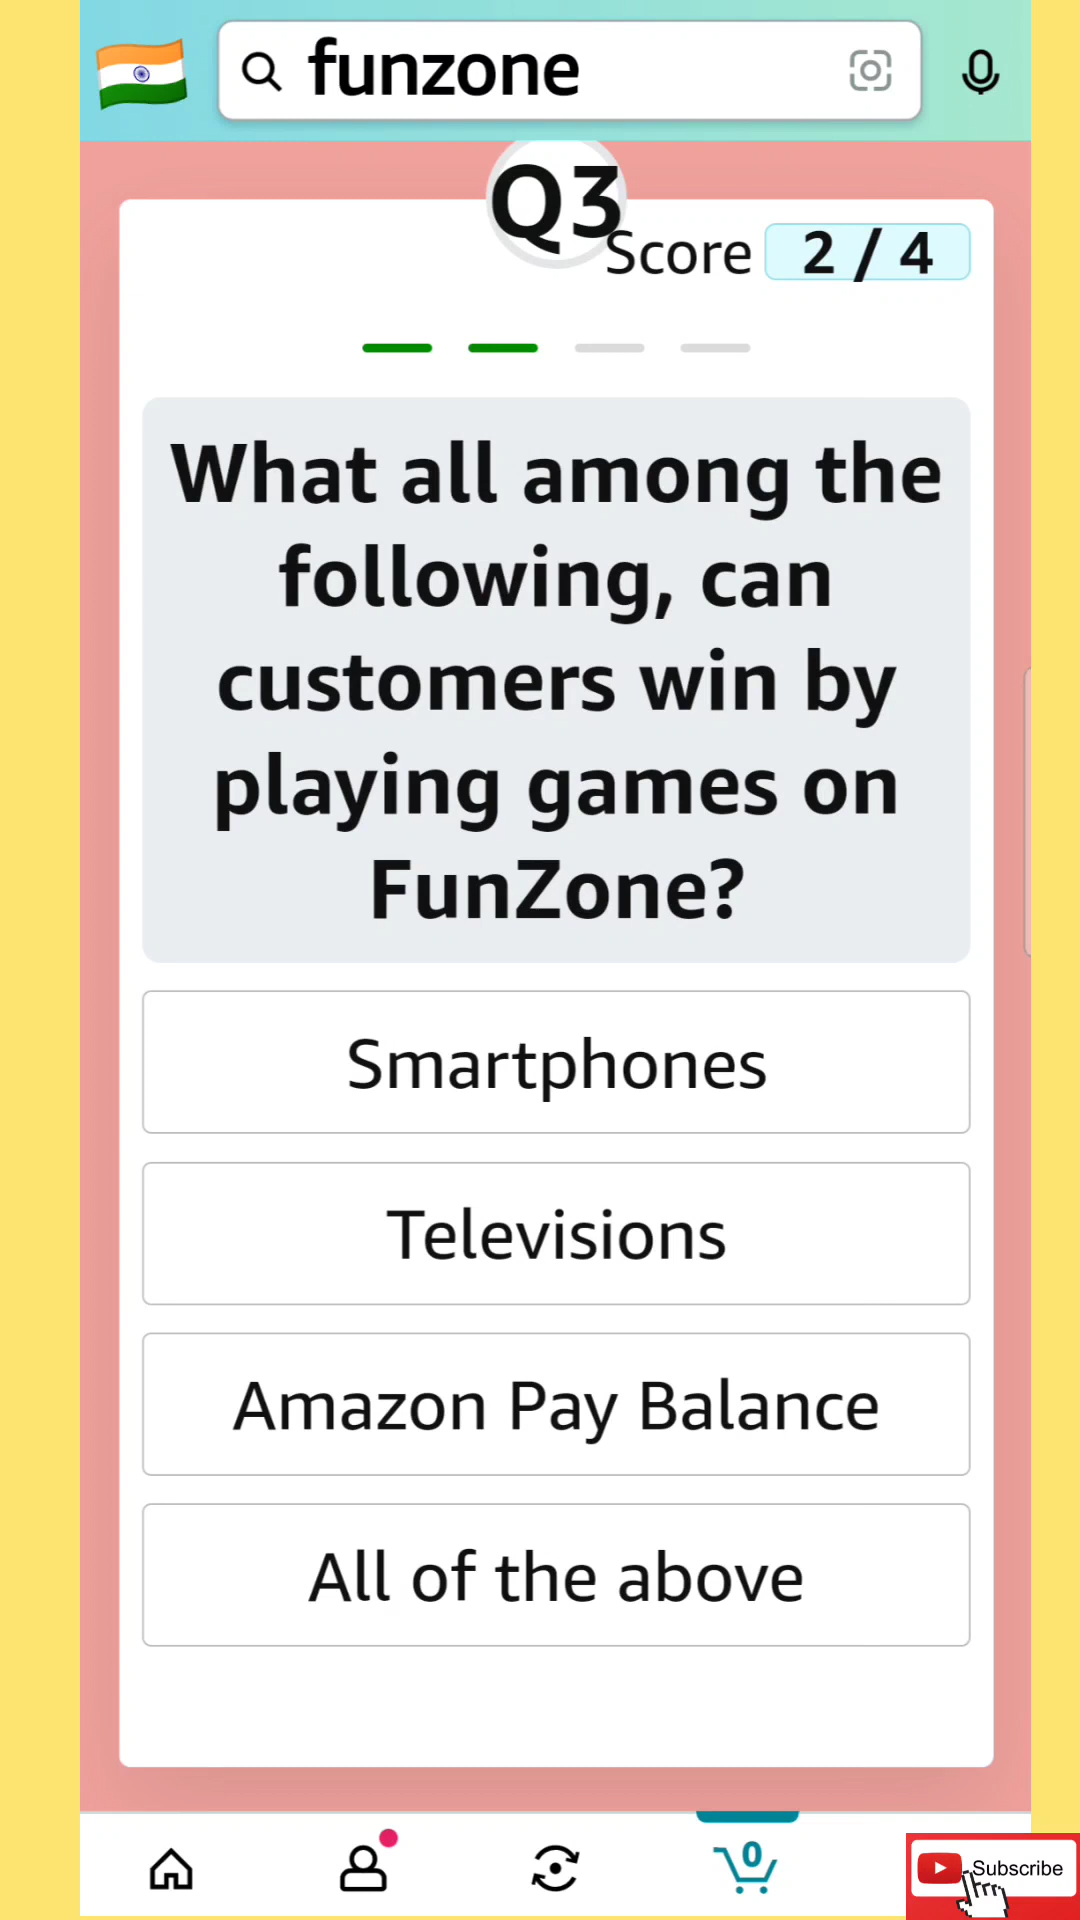 funzone
Q3
Score 2 / 4
What all among the
following, can
customers win by
playing games on
FunZone?
Smartphones
Televisions
Amazon Pay Balance
All of the above
0
Subscribe